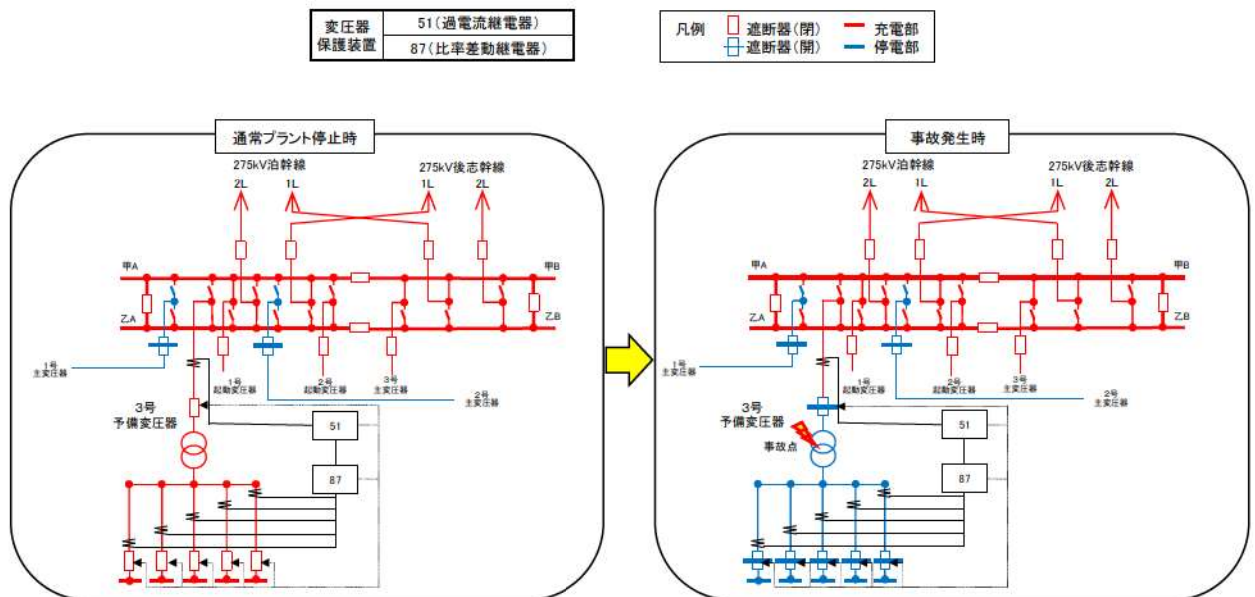 変圧器
保護装置
51(過電流継電器)
87(比率差動継電器)
凡例
遮断器(閉)
充電部
遮断器(開)
停電部
通常プラント停止時
275kV泊幹線
275kV後志幹線
2L
1L
1L
2L
甲A
甲B
乙A
乙B
1号
主変圧器
1号
起動変圧器
2号
起動変圧器
3号
主変圧器
2号
主変圧器
3号
予備変圧器
51
87
事故発生時
275kV泊幹線
275kV後志幹線
2L
1L
1L
2L
甲A
甲B
乙A
乙B
1号
主変圧器
1号
起動変圧器
2号
起動変圧器
3号
主変圧器
2号
主変圧器
3号
予備変圧器
事故点
51
87